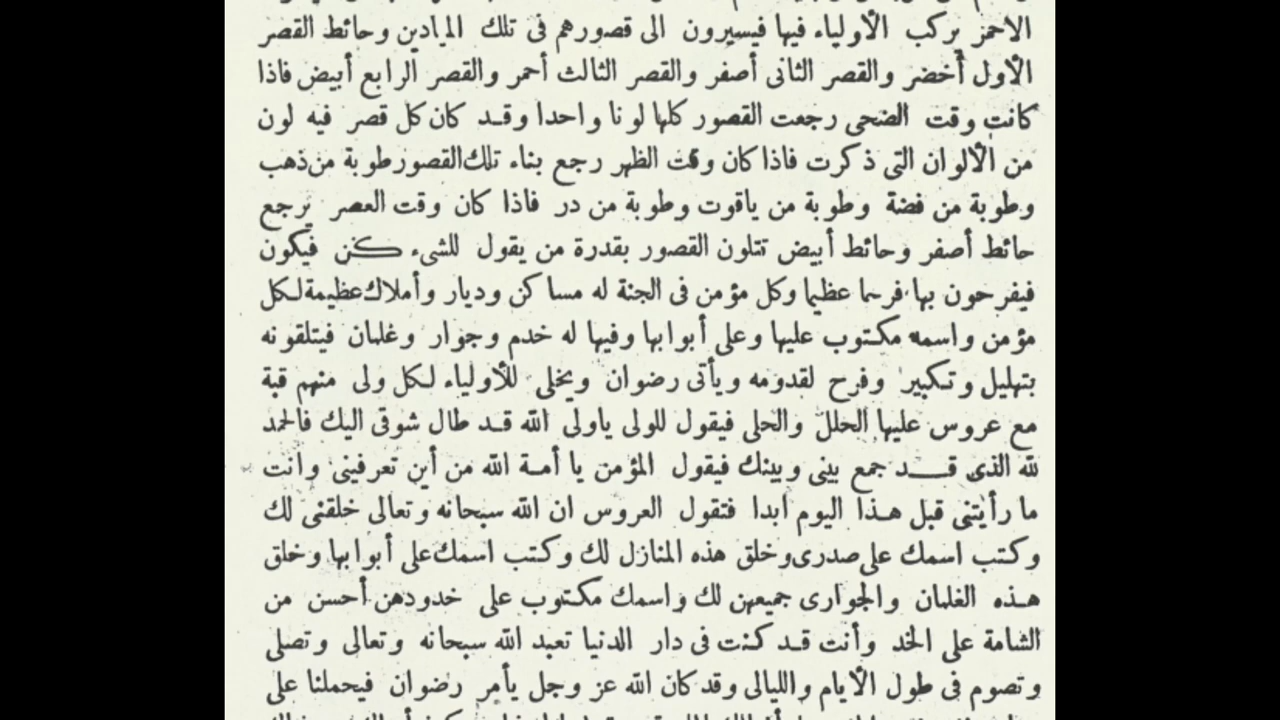 الاحمر يركب الأولياء فيها فيسيرون الى قصورهم فى تلك الميادين وحائط القصر
الأول أخضر والقصر الثانى أصفر والقصر الثالث أحمر والقصر الرابع أبيض فاذا
كانت وقت الضحى رجعت القصور كلها لونا واحدا وقد كان كل قصر فيه لون
من الألوان التى ذكرت فاذا كان وقت الظهر رجع بناء تلك القصور طوبة من ذهب
وطوبة من فضة وطوبة من ياقوت وطوبة من در فاذا كان وقت العصر يرجع
حائط أصفر وحائط أبيض تتلون القصور بقدرة من يقول للشىء كن فيكون
فيفرحون بها فرحا عظيما وكل مؤمن فى الجنة له مساكن وديار وأملاك عظيمة لكل
مؤمن واسمه مكتوب عليها وعلى أبوابها وفيها له خدم وجوار وغلمان فيتلقونه
بتهليل وتكبير وفرح لقدومه ويأتى رضوان ويخلى للأولياء لكل ولى منهم قبة
مع عروس عليها الحلل والحلى فيقول للولى ياولى الله قد طال شوقى اليك فالحمد
لله الذى قد جمع بينى وبينك فيقول المؤمن يا أمة الله من أين تعرفينى وانت
ما رأيتنى قبل هذا اليوم ابدا فتقول العروس ان الله سبحانه وتعالى خلقنى لك
وكتب اسمك على صدرى وخلق هذه المنازل لك وكتب اسمك على أبوابها وخلق
هذه الغلمان والجوارى جميعهن لك واسمك مكتوب على خدودهن أحسن من
الشامة على الخد وأنت قد كنت فى دار الدنيا تعبد الله سبحانه وتعالى وتصلى
وتصوم فى طول الأيام والليالى وقد كان الله عز وجل يأمر رضوان فيحملنا على